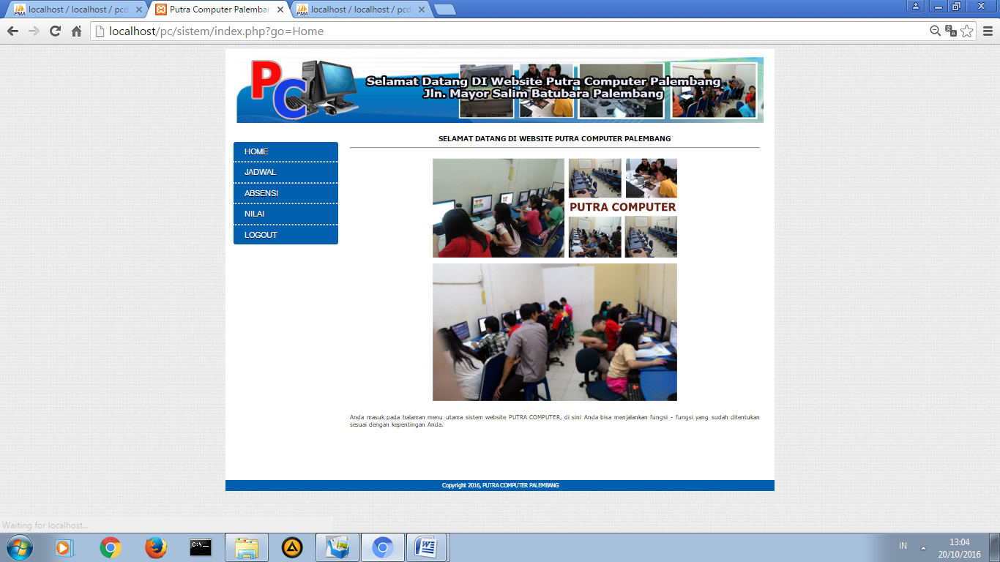 localhost / localhost / pcd
Putra Computer Palemban
localhost / localhost / pcd
localhost/pc/sistem/index.php?go=Home
PC
Selamat Datang DI Website Putra Computer Palembang
Jln. Mayor Salim Batubara Palembang
SELAMAT DATANG DI WEBSITE PUTRA COMPUTER PALEMBANG
HOME
JADWAL
ABSENSI
NILAI
LOGOUT
PUTRA COMPUTER
Anda masuk pada halaman menu utama sistem website PUTRA COMPUTER, di sini Anda bisa menjalankan fungsi - fungsi yang sudah ditentukan
sesuai dengan kepentingan Anda.
Copyright 2016, PUTRA COMPUTER PALEMBANG
Waiting for localhost...
IN
13:04
20/10/2016